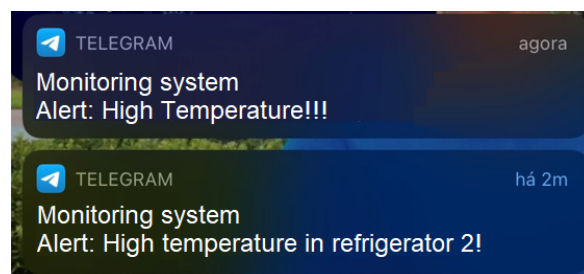 TELEGRAM
agora
Monitoring system
Alert: High Temperature!!!
TELEGRAM
há 2m
Monitoring system
Alert: High temperature in refrigerator 2!